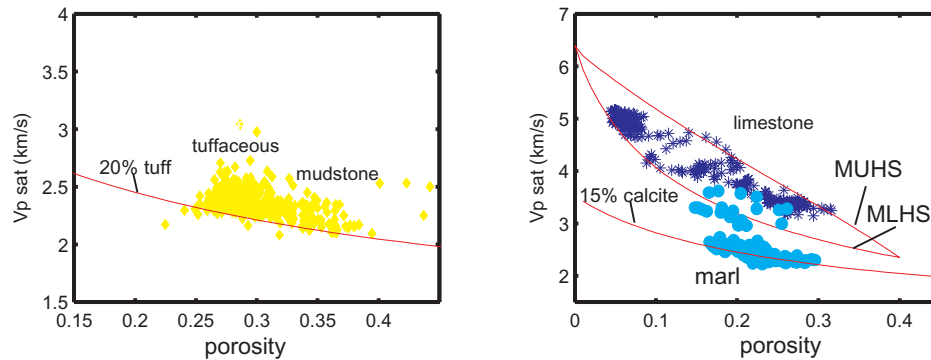 4
3.5
3
2.5
2
1.5
Vp sat (km/s)
tuffaceous
20% tuff
mudstone
0.15
0.2
0.25
0.3
0.35
0.4
porosity
7
6
5
4
3
2
Vp sat (km/s)
limestone
MUHS
15% calcite
MLHS
marl
0
0.1
0.2
0.3
0.4
porosity